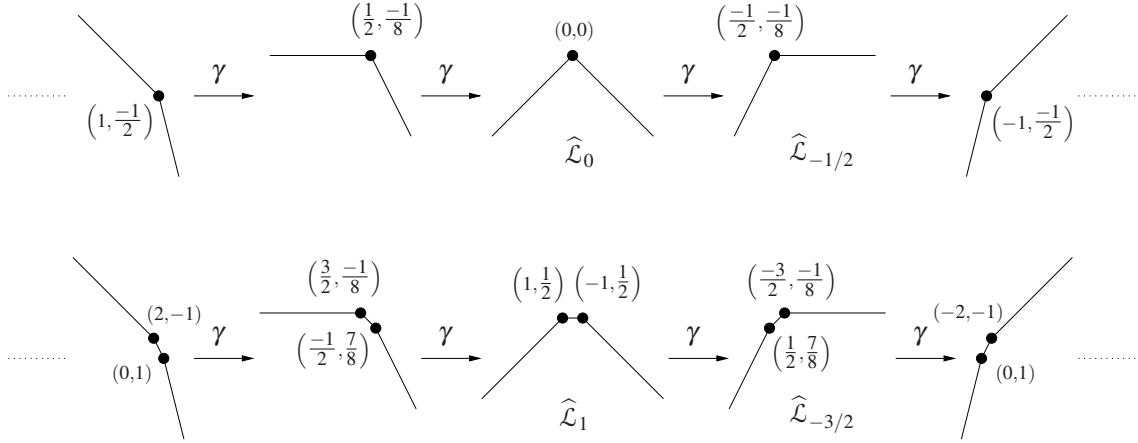 (1, -1/2)
γ
(1/2, -1/8)
γ
(0,0)
ℒ̂₀
γ
(-1/2, -1/8)
ℒ̂₋₁/₂
γ
(-1, -1/2)
(2,-1)
(0,1)
γ
(3/2, -1/8)
(-1/2, 7/8)
γ
(1, 1/2) (-1, 1/2)
ℒ̂₁
γ
(-3/2, -1/8)
(1/2, 7/8)
ℒ̂₋₃/₂
γ
(-2,-1)
(0,1)